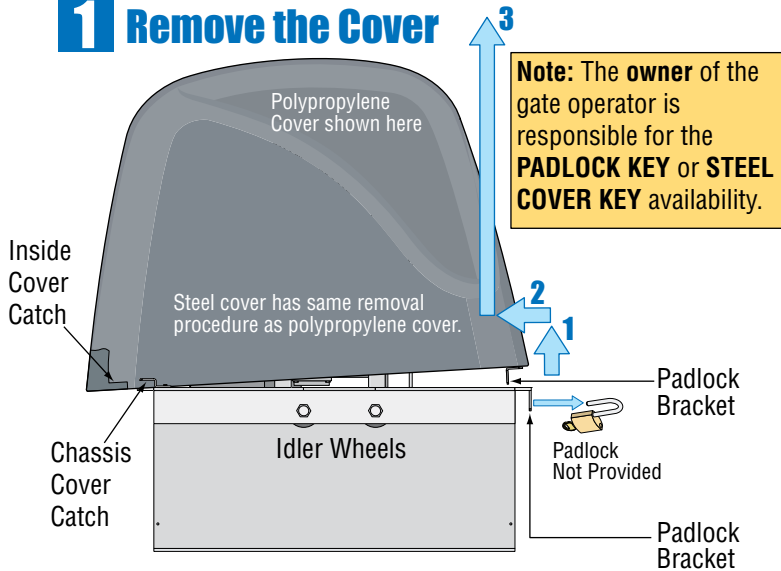 1 Remove the Cover
3
Polypropylene
Cover shown here
Note: The owner of the
gate operator is
responsible for the
PADLOCK KEY or STEEL
COVER KEY availability.
Inside
Cover
Catch
Steel cover has same removal
procedure as polypropylene cover.
2
1
Padlock
Bracket
Chassis
Cover
Catch
Idler Wheels
Padlock
Not Provided
Padlock
Bracket